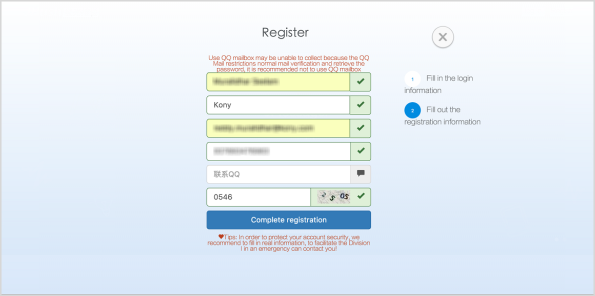 Register
Use QQ mailbox may be unable to collect because the QQ
Mail restrictions normal mail verification and retrieve the
password, it is recommended not to use QQ mailbox
Kony
联系QQ
0546
Complete registration
❤Tips: In order to protect your account security, we
recommend to fill in real information, to facilitate the Division
I in an emergency can contact you!
1 Fill in the login
information
2 Fill out the
registration information